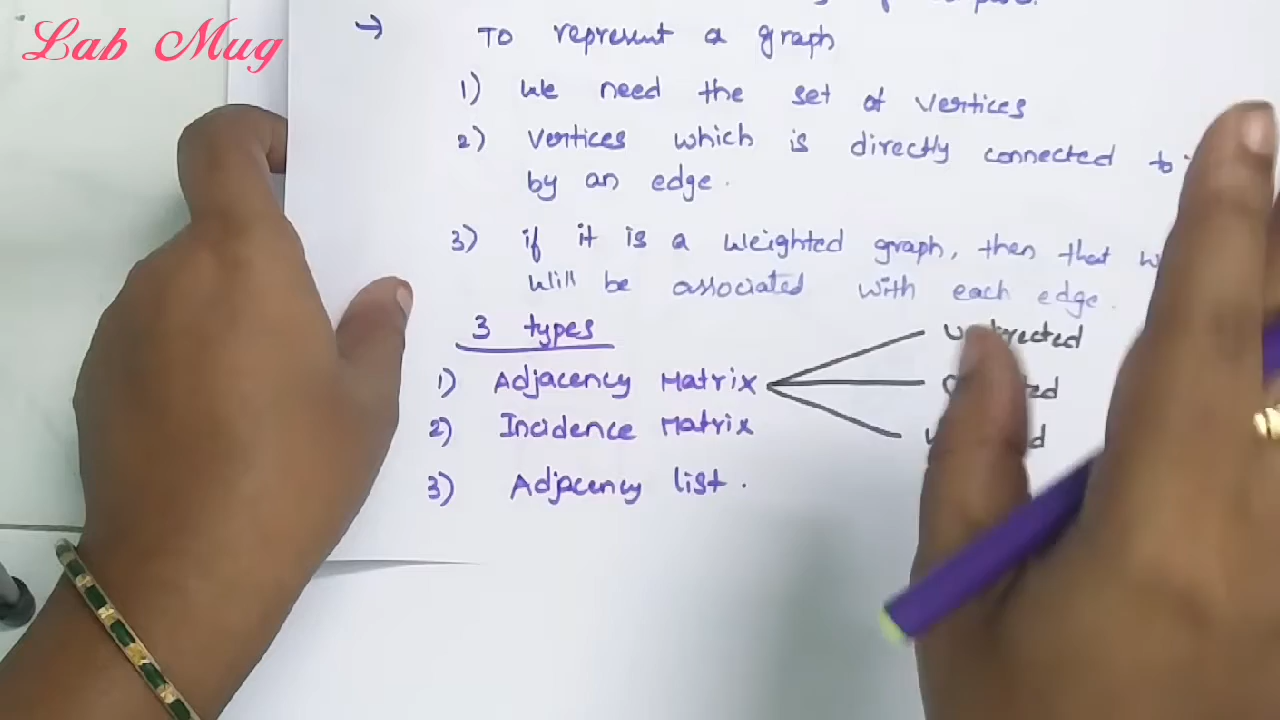 Lab Mug
→ To represent a graph
1) We need the set of vertices
2) vertices which is directly connected to
by an edge.
3) if it is a weighted graph, then that
will be associated with each edge.
3 types
1) Adjacency Matrix
2) Incidence Matrix
3) Adjacency list.